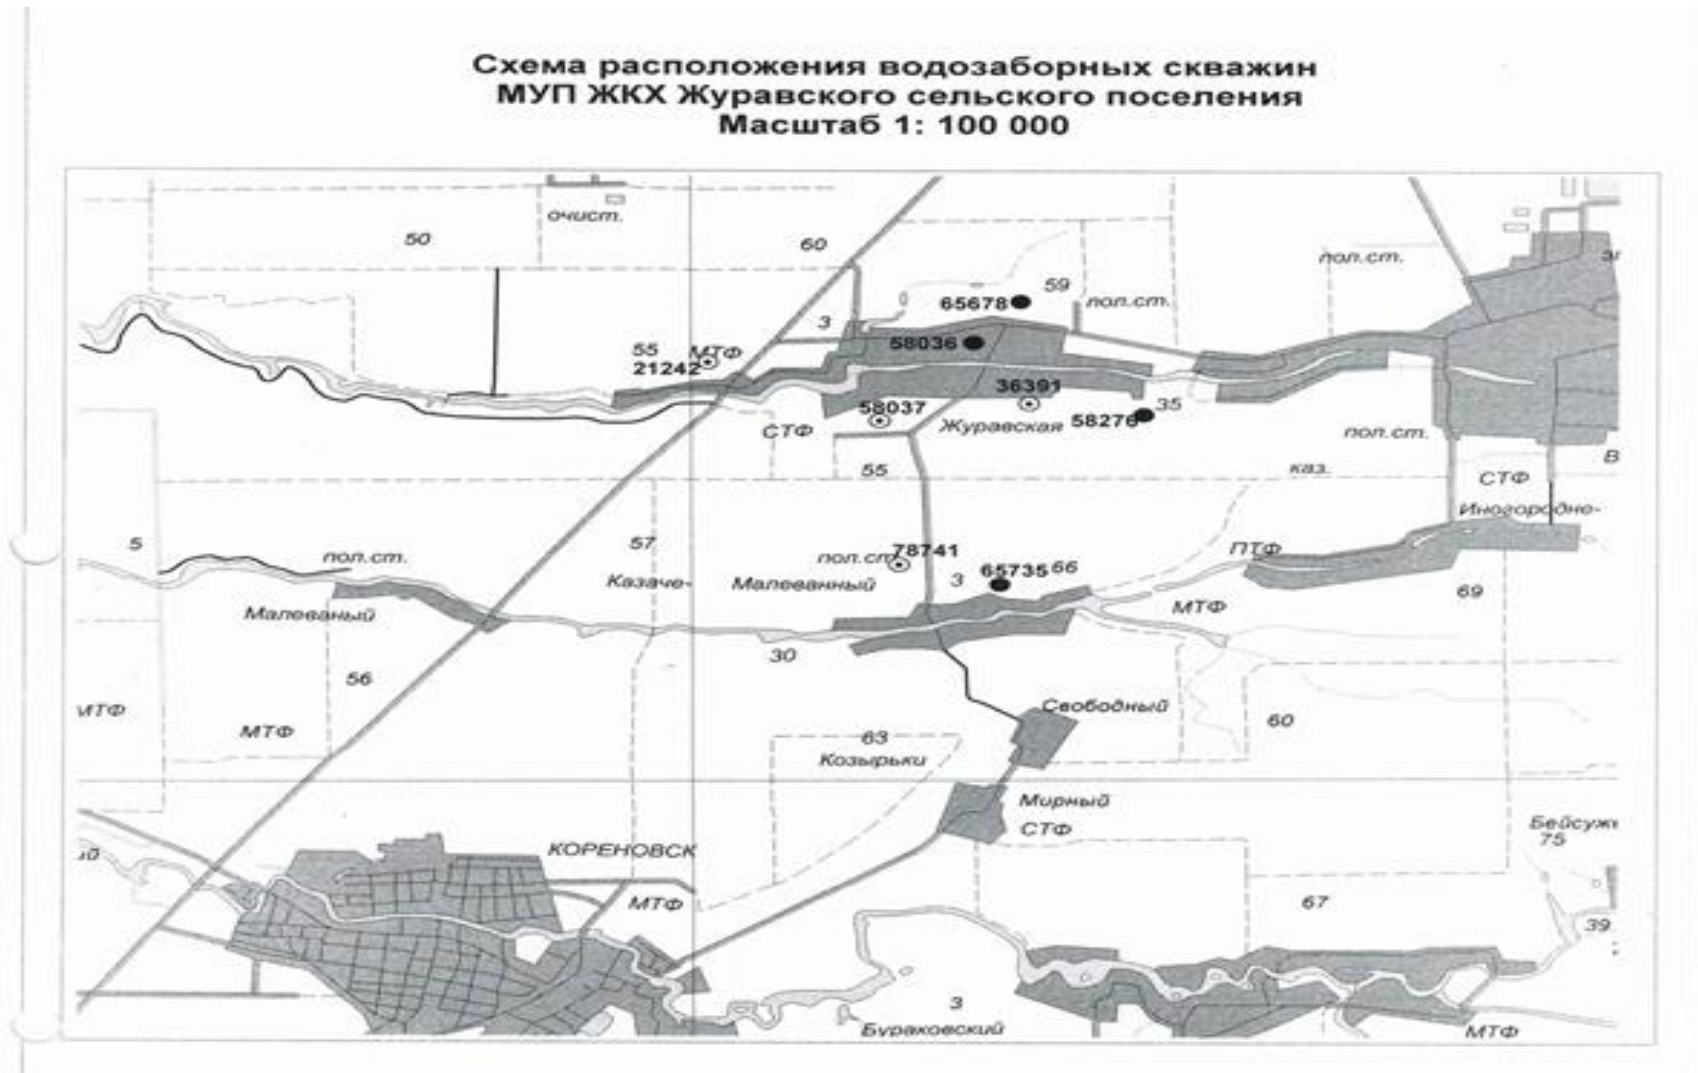 Схема расположения водозаборных скважин
МУП ЖКХ Журавского сельского поселения
Масштаб 1: 100 000
очист.
50
60
пол.ст.
59
65678
пол.ст.
3
58036
55 МТФ
21242
36391
58037
35
СТФ
Журавская 58276
пол.ст.
55
каз.
В
СТФ
Иногородне-
5
пол.ст.
57
пол.ст
78741
ПТФ
Казаче-
Малеванный
3
65735 66
69
Малеваный
МТФ
30
56
МТФ
Свободный
МТФ
63
60
Козырьки
Мирный
СТФ
Бейсуже
75
КОРЕНОВСК
МТФ
67
39
3
Бураковский
МТФ